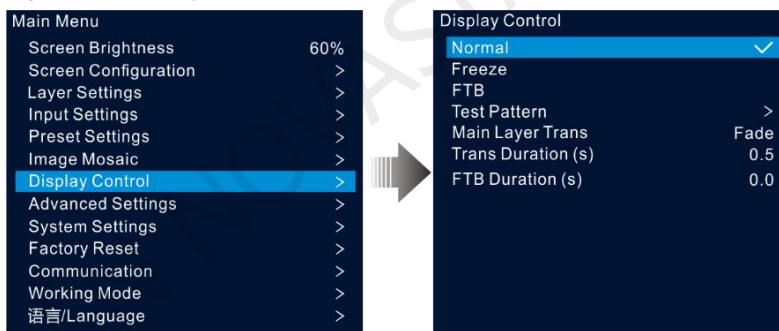 Main Menu
Screen Brightness 60%
Screen Configuration >
Layer Settings >
Input Settings >
Preset Settings >
Image Mosaic >
Display Control >
Advanced Settings >
System Settings >
Factory Reset >
Communication >
Working Mode >
语言/Language >
Display Control
Normal ✓
Freeze
FTB
Test Pattern >
Main Layer Trans Fade
Trans Duration (s) 0.5
FTB Duration (s) 0.0